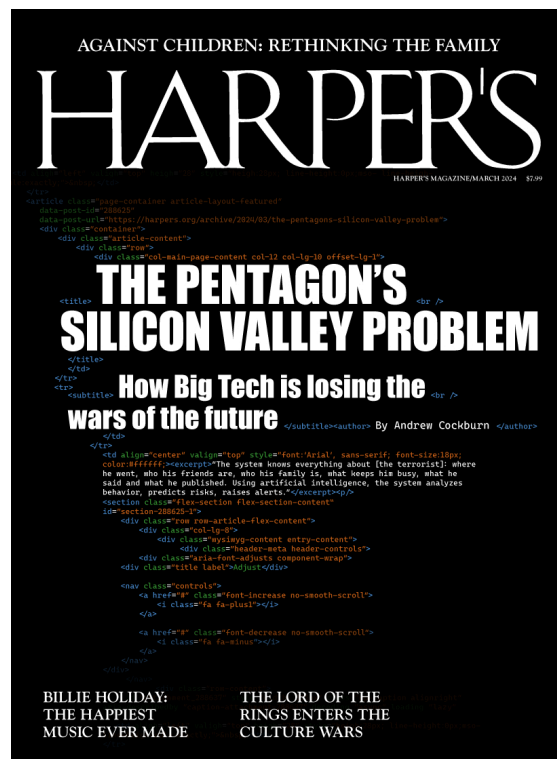 AGAINST CHILDREN: RETHINKING THE FAMILY
HARPER'S
HARPER'S MAGAZINE/MARCH 2024 $7.99
</tr>
<article class="page-container article-layout-featured"
data-post-id="288625"
data-post-url="https://harpers.org/archive/2024/03/the-pentagons-silicon-valley-problem">
<div class="container">
<div class="article-content">
<div class="row">
<div class="col-main-page-content col-12 col-lg-10 offset-lg-1">
<title> THE PENTAGON'S <br />
SILICON VALLEY PROBLEM
</title>
</td>
</tr>
<tr>
<subtitle> How Big Tech is losing the <br />
wars of the future </subtitle><author> By Andrew Cockburn </author>
</td>
</tr>
<td align="center" valign="top" style="font:'Arial', sans-serif; font-size:18px;
color:#ffffff;><excerpt>"The system knows everything about [the terrorist]: where
he went, who his friends are, who his family is, what keeps him busy, what he
said and what he published. Using artificial intelligence, the system analyzes
behavior, predicts risks, raises alerts."</excerpt><p/>
<section class="flex-section flex-section-content"
id="section-288625-1">
<div class="row row-article-flex-content">
<div class="col-lg-8">
<div class="wysimyg-content entry-content">
<div class="header-meta header-controls">
<div class="aria-font-adjusts component-wrap">
<div class="title label">Adjust</div>
<nav class="controls">
<a href="#" class="font-increase no-smooth-scroll">
<i class="fa fa-plus1"></i>
</a>
<a href="#" class="font-decrease no-smooth-scroll">
<i class="fa fa-minus"></i>
</a>
</nav>
</div>
BILLIE HOLIDAY:
THE HAPPIEST
MUSIC EVER MADE
THE LORD OF THE
RINGS ENTERS THE
CULTURE WARS